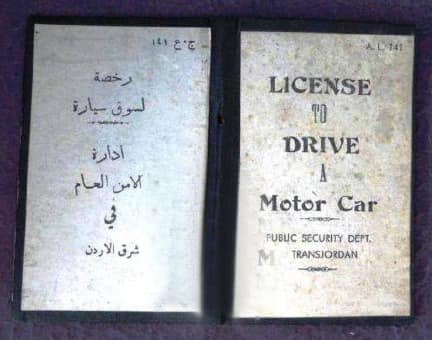 ج.ع ١٤١
رخصة
لسوق سيارة
ادارة
الامن العام
في
شرق الاردن
A. L. 141
LICENSE
TO
DRIVE
A
Motor Car
PUBLIC SECURITY DEPT.
TRANSJORDAN